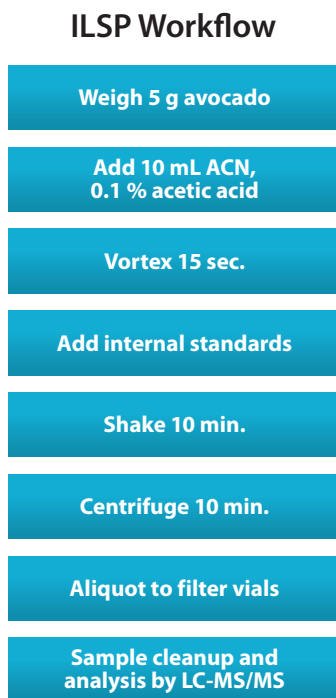 ILSP Workflow
Weigh 5 g avocado
Add 10 mL ACN,
0.1 % acetic acid
Vortex 15 sec.
Add internal standards
Shake 10 min.
Centrifuge 10 min.
Aliquot to filter vials
Sample cleanup and
analysis by LC-MS/MS